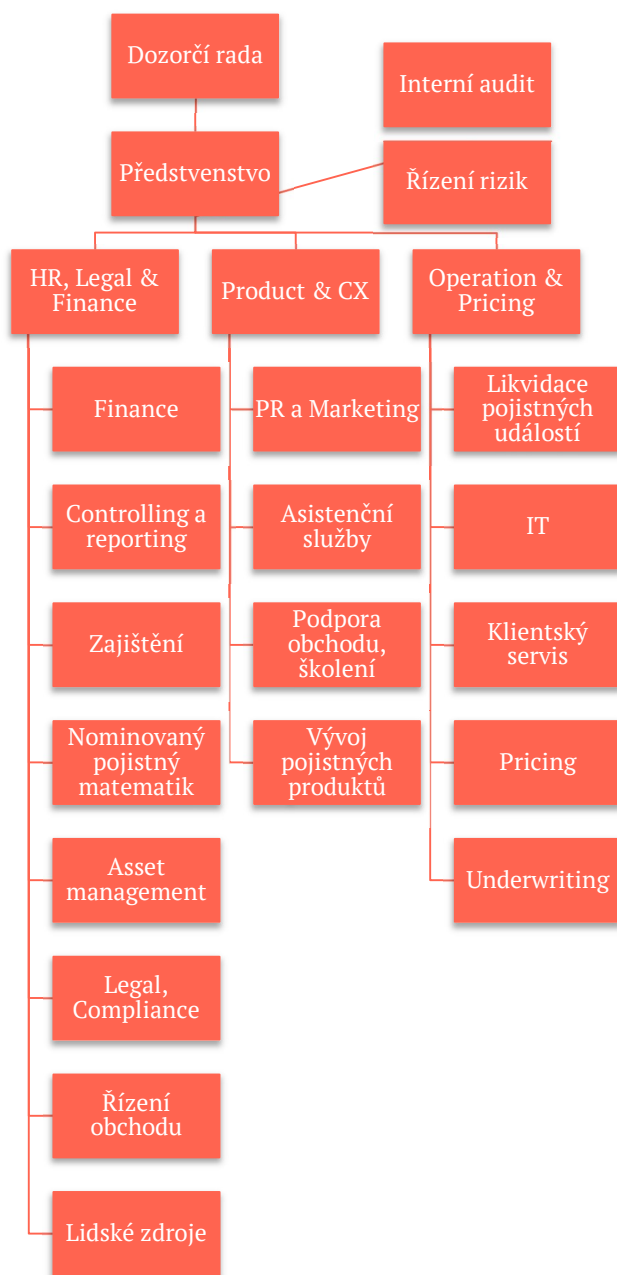 Dozorčí rada
Interní audit
Předstvenstvo
Řízení rizik
HR, Legal &
Finance
Product & CX
Operation &
Pricing
Finance
Controlling a
reporting
Zajištění
Nominovaný
pojistný
matematik
Asset
management
Legal,
Compliance
Řízení
obchodu
Lidské zdroje
PR a Marketing
Asistenční
služby
Podpora
obchodu,
školení
Vývoj
pojistných
produktů
Likvidace
pojistných
událostí
IT
Klientský
servis
Pricing
Underwriting